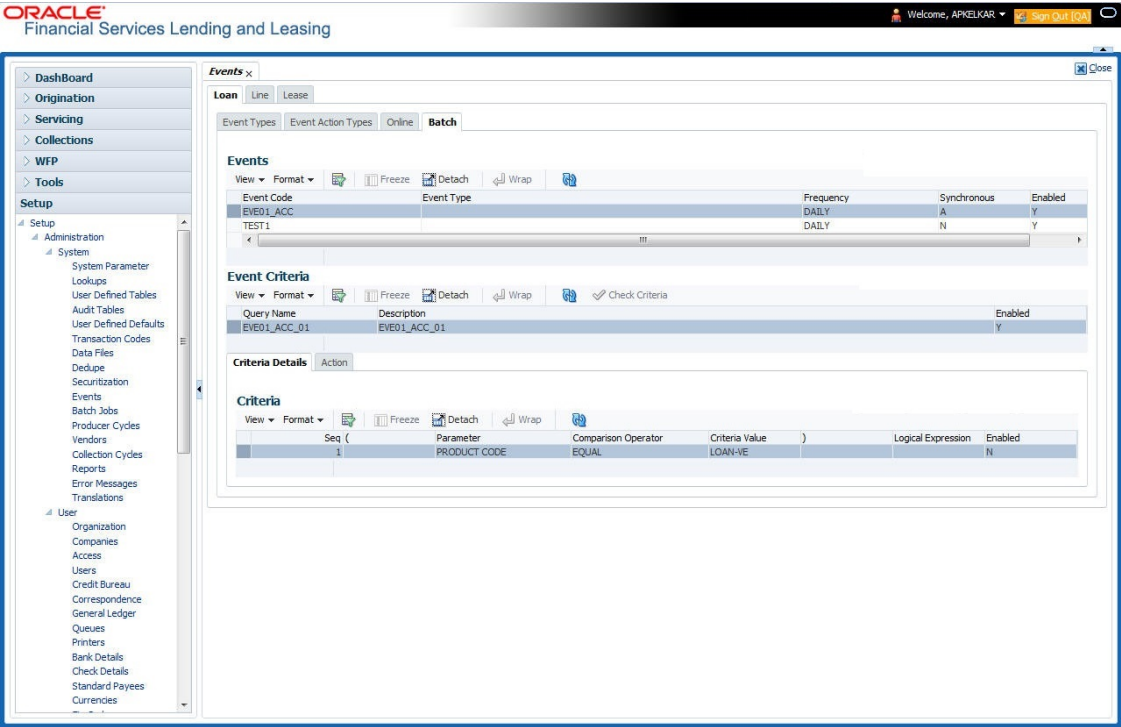 ORACLE
Financial Services Lending and Leasing
Welcome, APKELKAR
Sign Out [QA]
Close
DashBoard
Origination
Servicing
Collections
WFP
Tools
Setup
Setup
Administration
System
System Parameter
Lookups
User Defined Tables
Audit Tables
User Defined Defaults
Transaction Codes
Data Files
Dedupe
Securitization
Events
Batch Jobs
Producer Cycles
Vendors
Collection Cycles
Reports
Error Messages
Translations
User
Organization
Companies
Access
Users
Credit Bureau
Correspondence
General Ledger
Queues
Printers
Bank Details
Check Details
Standard Payees
Currencies
Events
Loan Line Lease
Event Types Event Action Types Online Batch
Events
View Format Freeze Detach Wrap
Event Code Event Type Frequency Synchronous Enabled
EVE01_ACC DAILY A Y
TEST1 DAILY N Y
Event Criteria
View Format Freeze Detach Wrap Check Criteria
Query Name Description Enabled
EVE01_ACC_01 EVE01_ACC_01 Y
Criteria Details Action
Criteria
View Format Freeze Detach Wrap
Seq ( Parameter Comparison Operator Criteria Value ) Logical Expression Enabled
1 PRODUCT CODE EQUAL LOAN-VE N